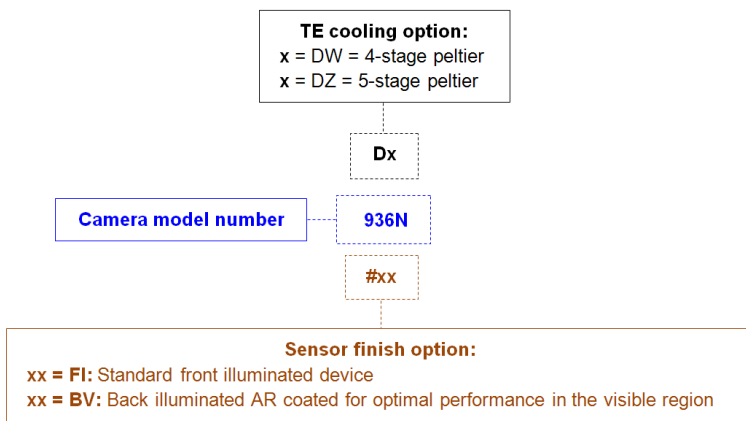 TE cooling option:
x = DW = 4-stage peltier
x = DZ = 5-stage peltier
Dx
Camera model number
936N
#xx
Sensor finish option:
xx = FI: Standard front illuminated device
xx = BV: Back illuminated AR coated for optimal performance in the visible region